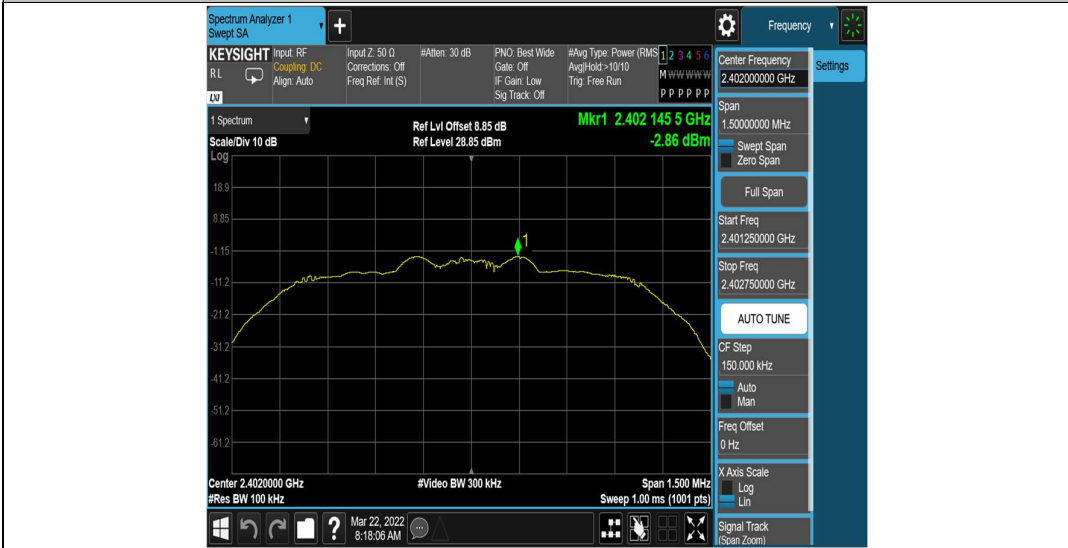 Spectrum Analyzer 1
Swept SA
+
Frequency
KEYSIGHT
RL
LXI
Input: RF
Coupling: DC
Align: Auto
Input Z: 50 Ω
Corrections: Off
Freq Ref: Int (S)
#Atten: 30 dB
PNO: Best Wide
Gate: Off
IF Gain: Low
Sig Track: Off
#Avg Type: Power (RMS
Avg|Hold:>10/10
Trig: Free Run
1 2 3 4 5 6
M W W W W W
P P P P P P
1 Spectrum
Scale/Div 10 dB
Log
Ref Lvl Offset 8.85 dB
Ref Level 28.85 dBm
Mkr1 2.402 145 5 GHz
-2.86 dBm
18.9
8.85
-1.15
-11.2
-21.2
-31.2
-41.2
-51.2
-61.2
1
Center 2.4020000 GHz
#Res BW 100 kHz
#Video BW 300 kHz
Span 1.500 MHz
Sweep 1.00 ms (1001 pts)
?
Mar 22, 2022
8:18:06 AM
Center Frequency
2.402000000 GHz
Settings
Span
1.50000000 MHz
Swept Span
Zero Span
Full Span
Start Freq
2.401250000 GHz
Stop Freq
2.402750000 GHz
AUTO TUNE
CF Step
150.000 kHz
Auto
Man
Freq Offset
0 Hz
X Axis Scale
Log
Lin
Signal Track
(Span Zoom)